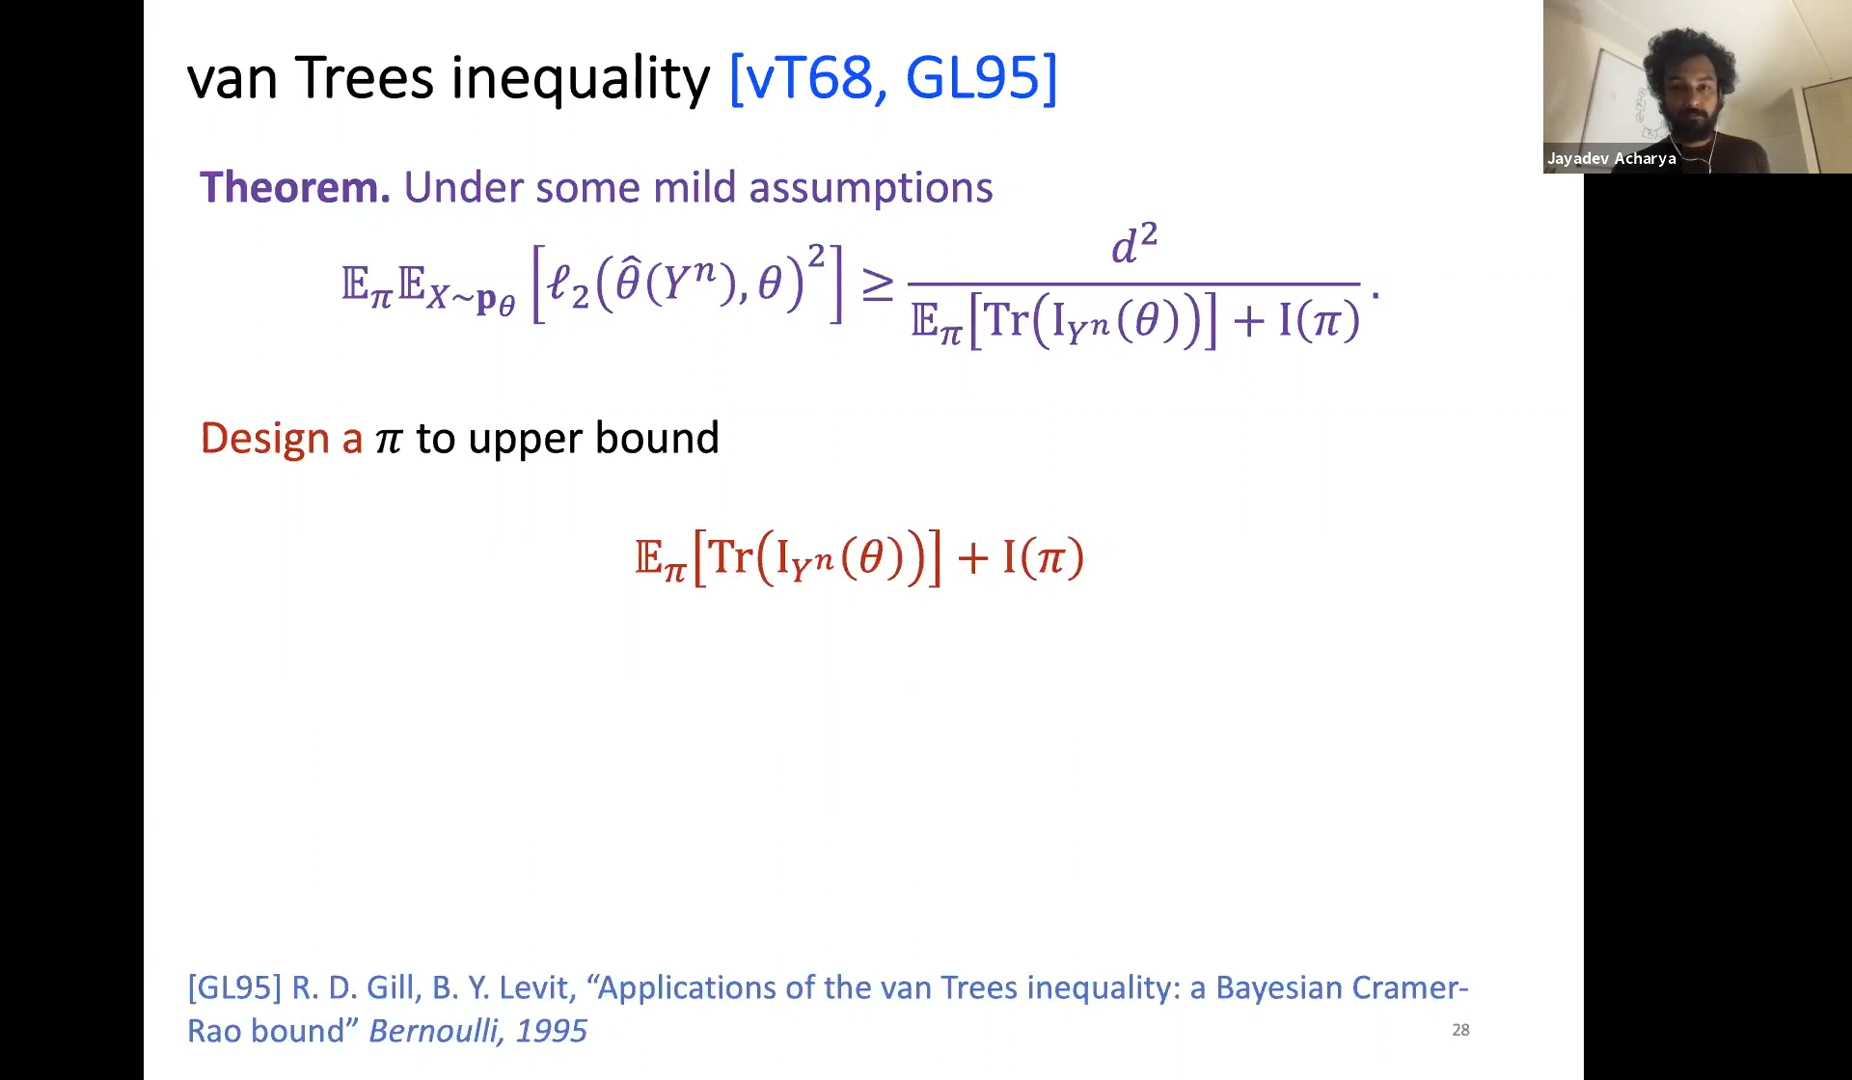 van Trees inequality [vT68, GL95]
Jayadev Acharya
Theorem. Under some mild assumptions
𝔼_π 𝔼_{X∼𝐩_θ} [ℓ₂(θ̂(Yⁿ), θ)²] ≥ d² / (𝔼_π[Tr(I_{Yⁿ}(θ))] + I(π)).
Design a π to upper bound
𝔼_π[Tr(I_{Yⁿ}(θ))] + I(π)
[GL95] R. D. Gill, B. Y. Levit, “Applications of the van Trees inequality: a Bayesian Cramer-
Rao bound” Bernoulli, 1995
28